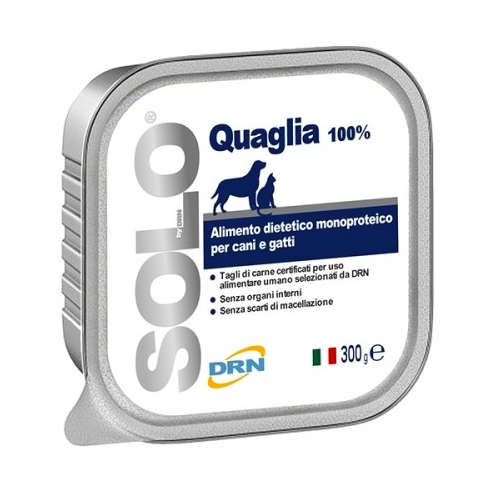 SOLO®
by DRN
Quaglia 100%
Alimento dietetico monoproteico
per cani e gatti
• Tagli di carne certificati per uso
alimentare umano selezionati da DRN
• Senza organi interni
• Senza scarti di macellazione
DRN
300g℮